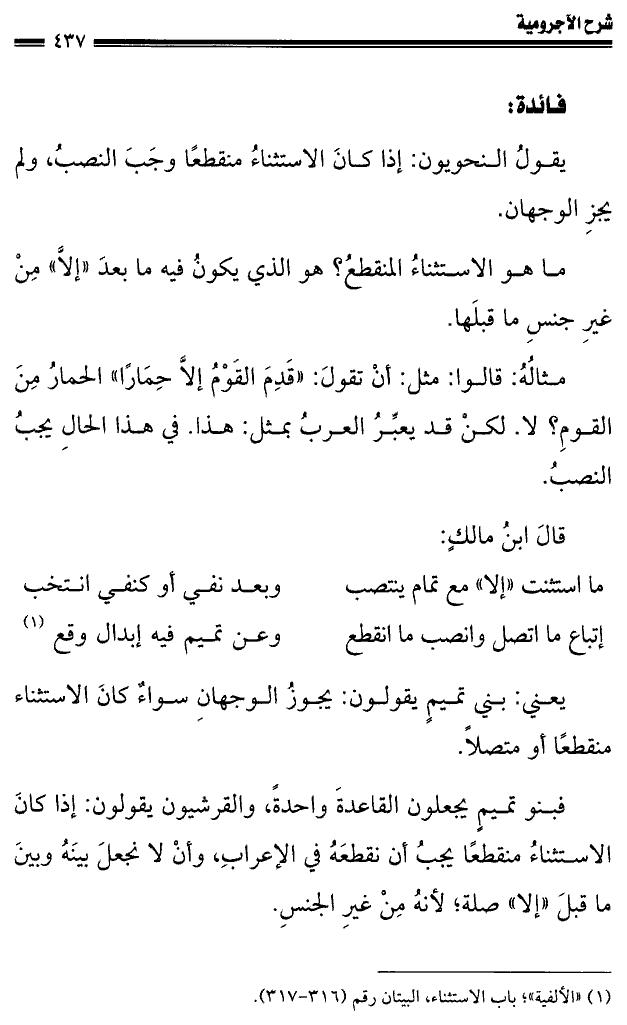 شرح الآجرومية
٤٣٧
فائدة:
يقولُ النحويون: إذا كانَ الاستثناءُ منقطعًا وجَبَ النصبُ، ولم
يجزِ الوجهان.
ما هو الاستثناءُ المنقطعُ؟ هو الذي يكونُ فيه ما بعدَ «إلاَّ» مِنْ
غيرِ جنسِ ما قبلَها.
مثالُهُ: قالوا: مثل: أنْ تقولَ: «قَدِمَ القَوْمُ إلاَّ حِمَارًا» الحمارُ مِنَ
القومِ؟ لا. لكنْ قد يعبِّرُ العربُ بمثل: هذا. في هذا الحالِ يجبُ
النصبُ.
قالَ ابنُ مالكٍ:
ما استثنت «إلا» مع تمام ينتصب وبعد نفي أو كنفي انتخب
إتباع ما اتصل وانصب ما انقطع وعن تميم فيه إبدال وقع (١)
يعني: بني تميمٍ يقولون: يجوزُ الوجهانِ سواءٌ كانَ الاستثناء
منقطعًا أو متصلاً.
فبنو تميمٍ يجعلون القاعدةَ واحدةً، والقرشيون يقولون: إذا كانَ
الاستثناءُ منقطعًا يجبُ أن نقطعَهُ في الإعرابِ، وأنْ لا نجعلَ بينَهُ وبينَ
ما قبلَ «إلا» صلة؛ لأنهُ مِنْ غيرِ الجنسِ.
(١) «الألفية»؛ باب الاستثناء، البيتان رقم (٣١٦-٣١٧).